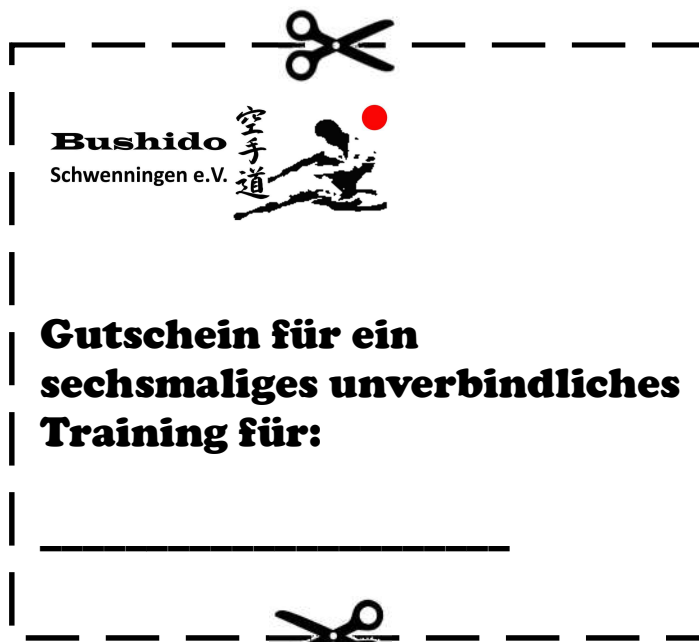 Bushido
Schwenningen e.V.
空手道
Gutschein für ein
sechsmaliges unverbindliches
Training für: